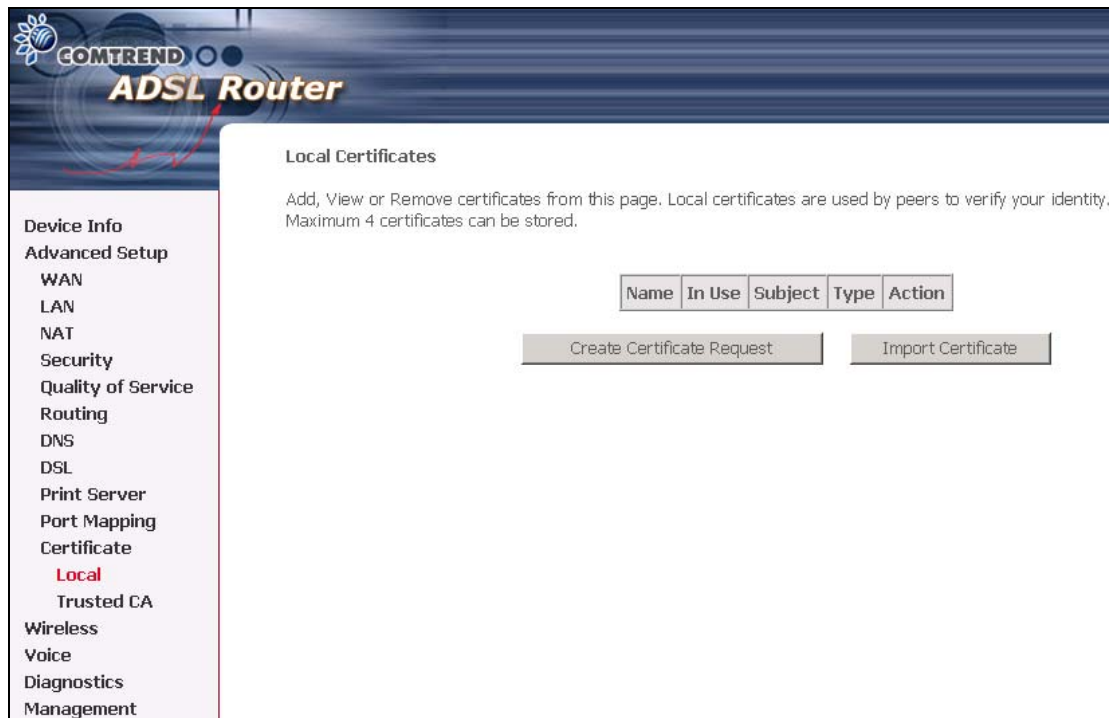 COMTREND
ADSL Router
Device Info
Advanced Setup
WAN
LAN
NAT
Security
Quality of Service
Routing
DNS
DSL
Print Server
Port Mapping
Certificate
Local
Trusted CA
Wireless
Voice
Diagnostics
Management
Local Certificates
Add, View or Remove certificates from this page. Local certificates are used by peers to verify your identity.
Maximum 4 certificates can be stored.
Name In Use Subject Type Action
Create Certificate Request Import Certificate